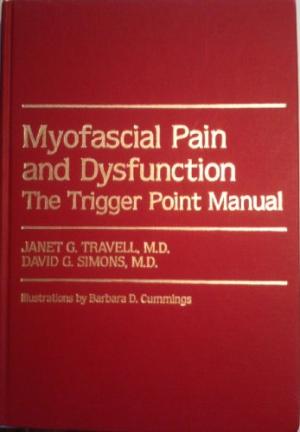 Myofascial Pain
and Dysfunction
The Trigger Point Manual
JANET G. TRAVELL, M.D.
DAVID G. SIMONS, M.D.
Illustrations by Barbara D. Cummings